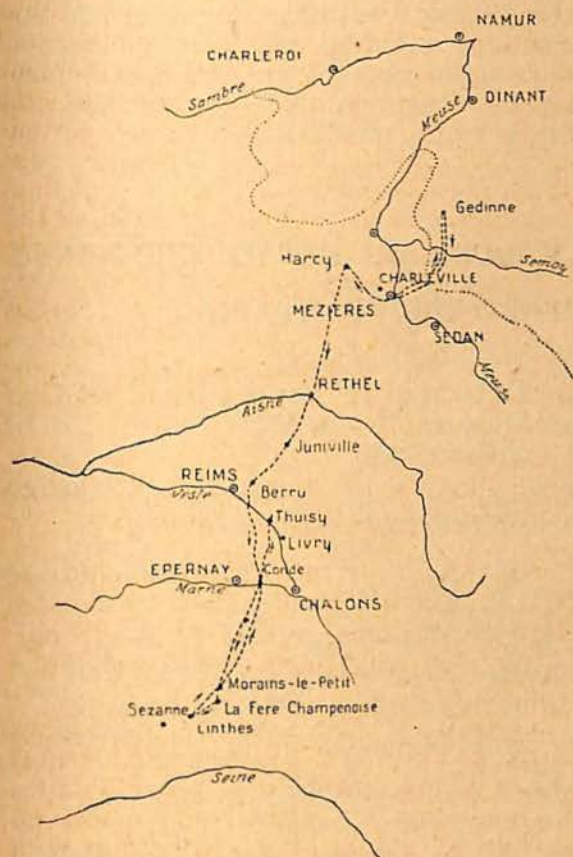 NAMUR
CHARLEROI
Sambre
DINANT
Meuse
Gedinne
Harcy
Semoy
CHARLEVILLE
MEZIERES
SEDAN
Meuse
RETHEL
Aisne
Juniville
REIMS
Vesle
Berru
Thuisy
Livry
EPERNAY
Conde
Marne
CHALONS
Morains-le-Petit
Sezanne
La Fere Champenoise
Linthes
Seine